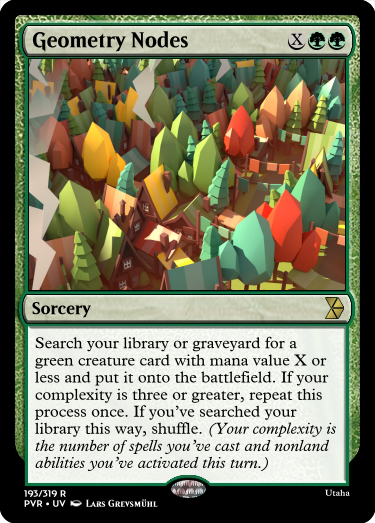 Geometry Nodes X
Sorcery
Search your library or graveyard for a
green creature card with mana value X or
less and put it onto the battlefield. If your
complexity is three or greater, repeat this
process once. If you've searched your
library this way, shuffle. (Your complexity is
the number of spells you've cast and nonland
abilities you've activated this turn.)
193/319 R Utaha
PVR • UV Lars Grevsmühl